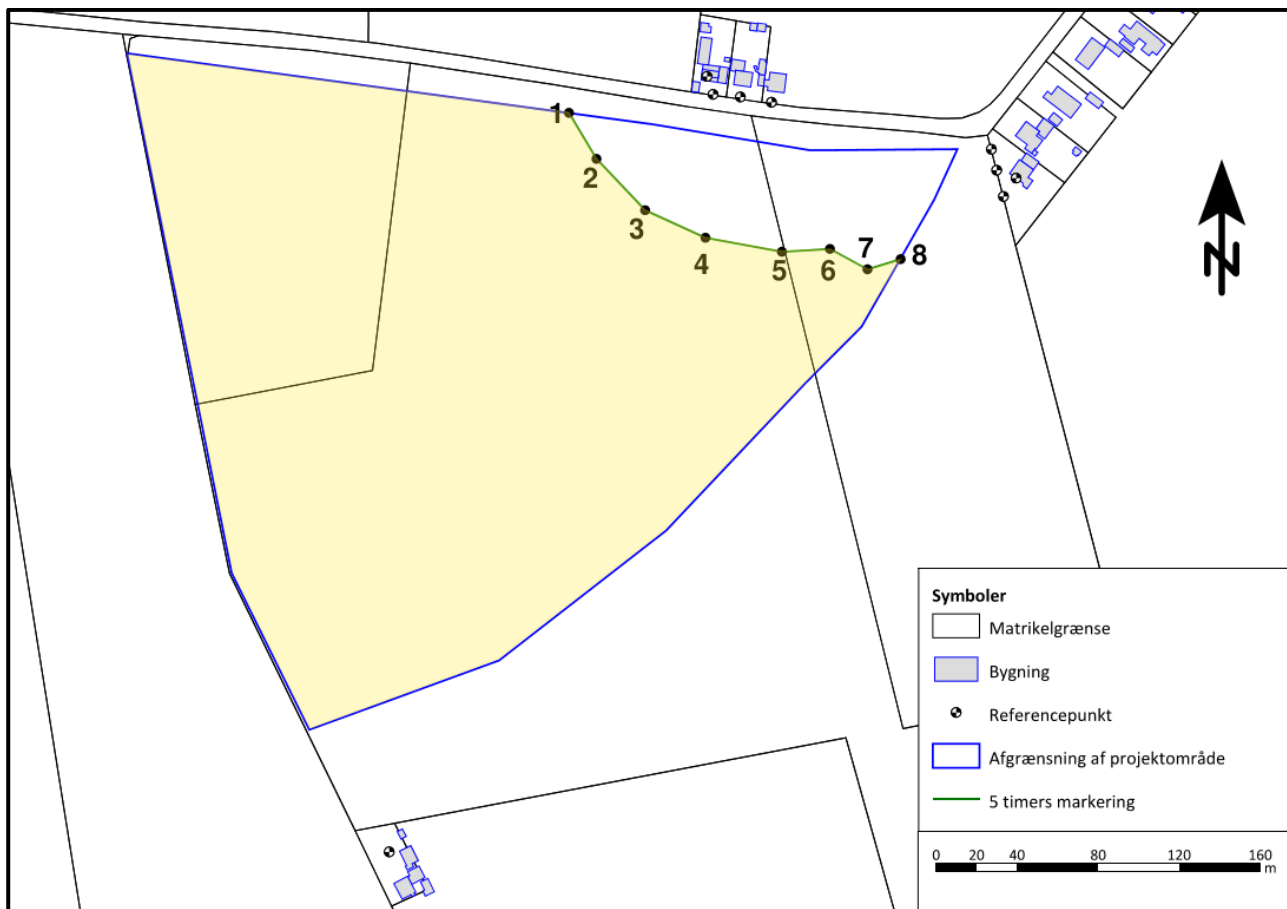 1
2
3
4
5
6
7
8
N
Symboler
Matrikelgrænse
Bygning
Referencepunkt
Afgrænsning af projektområde
5 timers markering
0 20 40 80 120 160
m